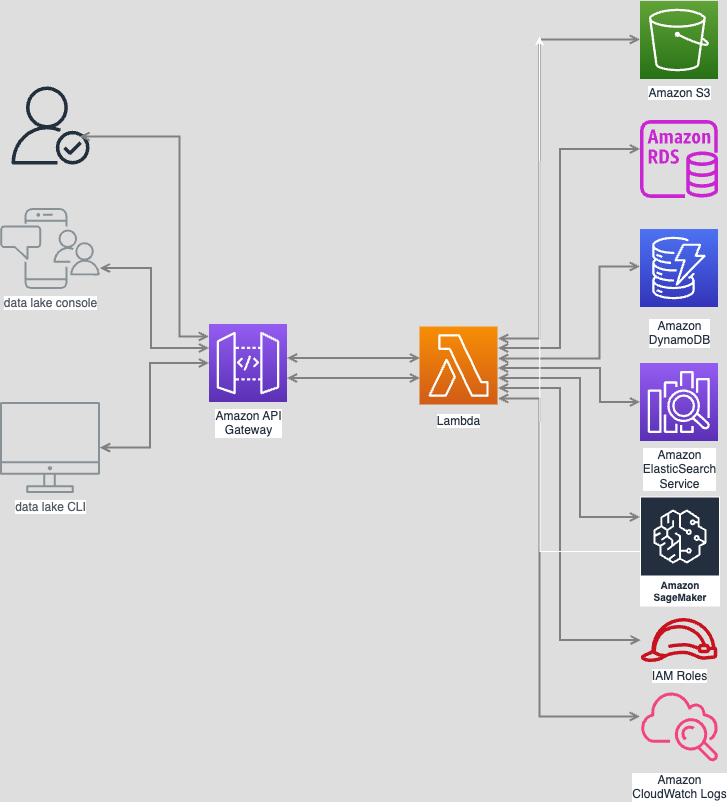 Amazon S3
Amazon
RDS
data lake console
Amazon
DynamoDB
</>
Amazon API
Gateway
Lambda
Amazon
ElasticSearch
Service
data lake CLI
Amazon
SageMaker
IAM Roles
Amazon
CloudWatch Logs